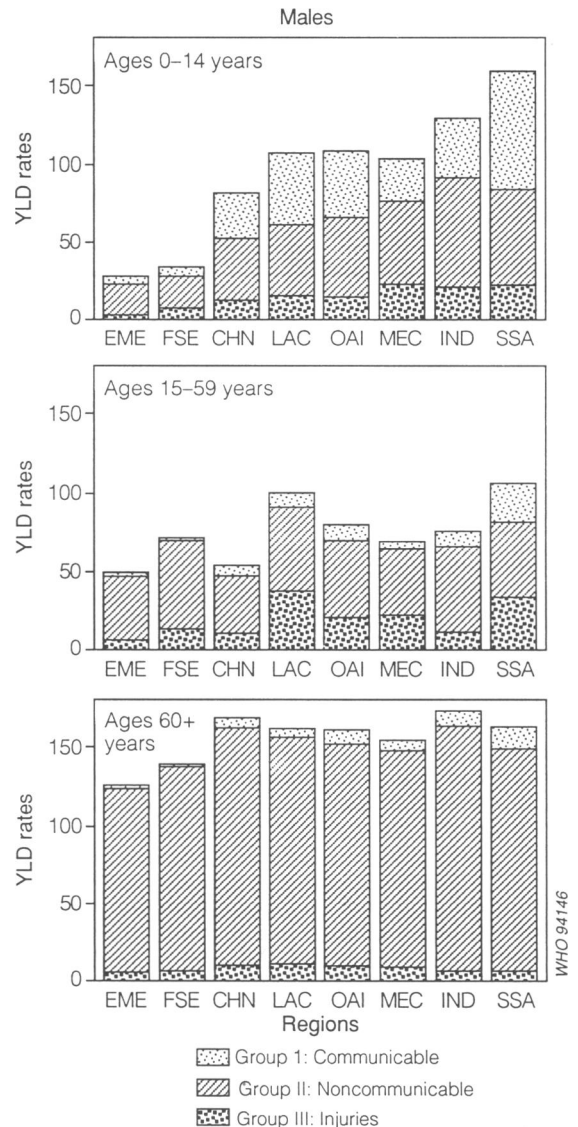 Males
Ages 0–14 years
YLD rates
150
100
50
0
EME FSE CHN LAC OAI MEC IND SSA
Ages 15–59 years
YLD rates
150
100
50
0
EME FSE CHN LAC OAI MEC IND SSA
Ages 60+
years
YLD rates
150
100
50
0
EME FSE CHN LAC OAI MEC IND SSA
Regions
WHO 94146
Group 1: Communicable
Group II: Noncommunicable
Group III: Injuries